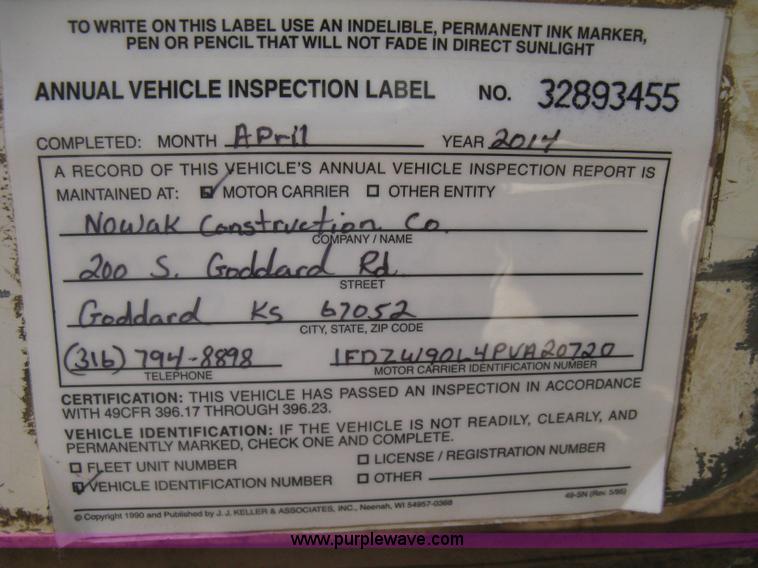 TO WRITE ON THIS LABEL USE AN INDELIBLE, PERMANENT INK MARKER,
PEN OR PENCIL THAT WILL NOT FADE IN DIRECT SUNLIGHT
ANNUAL VEHICLE INSPECTION LABEL NO. 32893455
COMPLETED: MONTH April YEAR 2014
A RECORD OF THIS VEHICLE'S ANNUAL VEHICLE INSPECTION REPORT IS
MAINTAINED AT: MOTOR CARRIER OTHER ENTITY
Nowak Construction Co.
COMPANY / NAME
200 S. Goddard Rd.
STREET
Goddard Ks 67052
CITY, STATE, ZIP CODE
(316) 794-8898 1FDZW90L4PVA20720
TELEPHONE MOTOR CARRIER IDENTIFICATION NUMBER
CERTIFICATION: THIS VEHICLE HAS PASSED AN INSPECTION IN ACCORDANCE
WITH 49CFR 396.17 THROUGH 396.23.
VEHICLE IDENTIFICATION: IF THE VEHICLE IS NOT READILY, CLEARLY, AND
PERMANENTLY MARKED, CHECK ONE AND COMPLETE.
FLEET UNIT NUMBER LICENSE / REGISTRATION NUMBER
VEHICLE IDENTIFICATION NUMBER OTHER
© Copyright 1990 and Published by J. J. KELLER & ASSOCIATES, INC., Neenah, WI 54957-0368 49-SN (Rev. 5/95)
www.purplewave.com